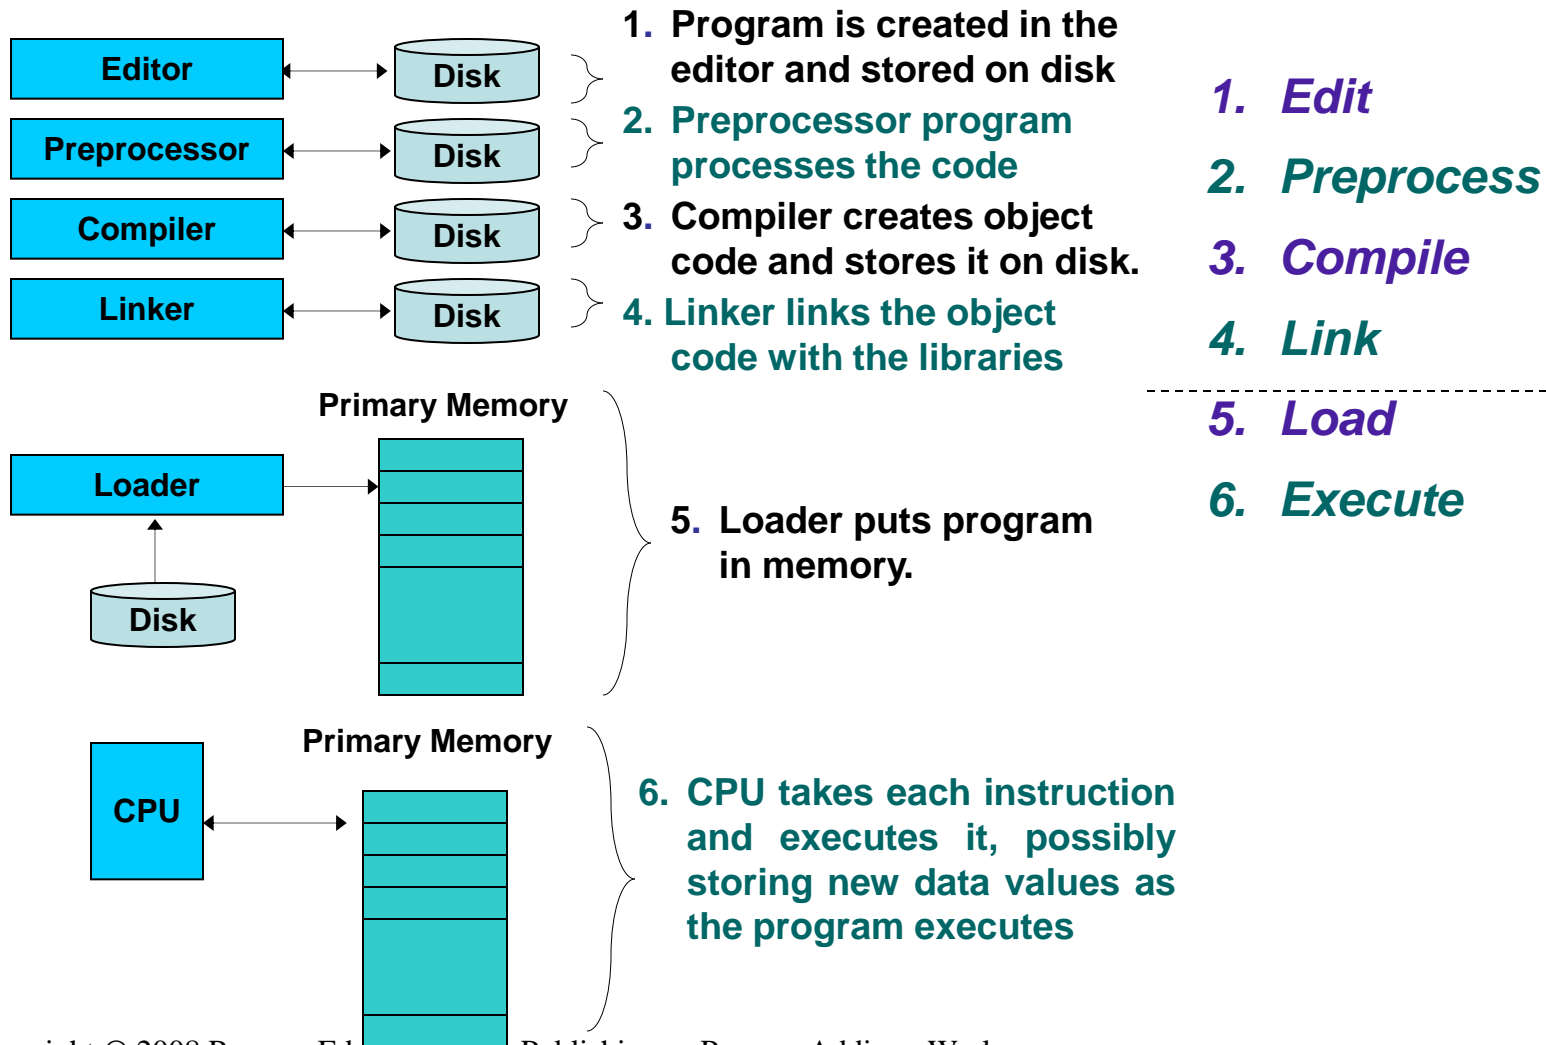 Editor
Disk
1. Program is created in the
editor and stored on disk
Preprocessor
Disk
2. Preprocessor program
processes the code
Compiler
Disk
3. Compiler creates object
code and stores it on disk.
Linker
Disk
4. Linker links the object
code with the libraries
Primary Memory
Loader
Disk
5. Loader puts program
in memory.
Primary Memory
CPU
6. CPU takes each instruction
and executes it, possibly
storing new data values as
the program executes
1. Edit
2. Preprocess
3. Compile
4. Link
5. Load
6. Execute
© 2008